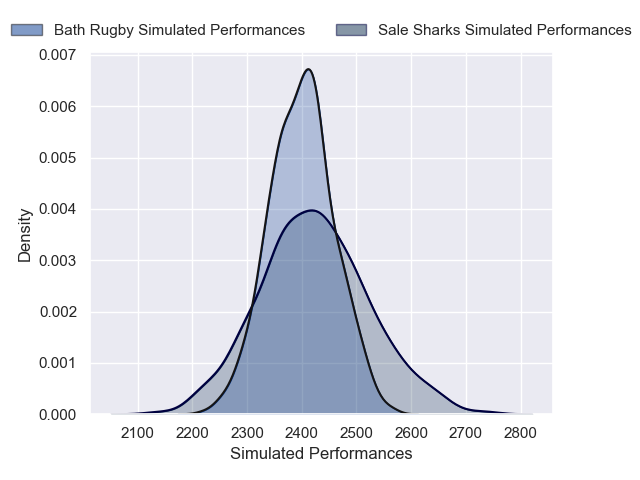 Bath Rugby Simulated Performances
Sale Sharks Simulated Performances
0.007
0.006
0.005
0.004
0.003
0.002
0.001
0.000
Density
2100 2200 2300 2400 2500 2600 2700 2800
Simulated Performances